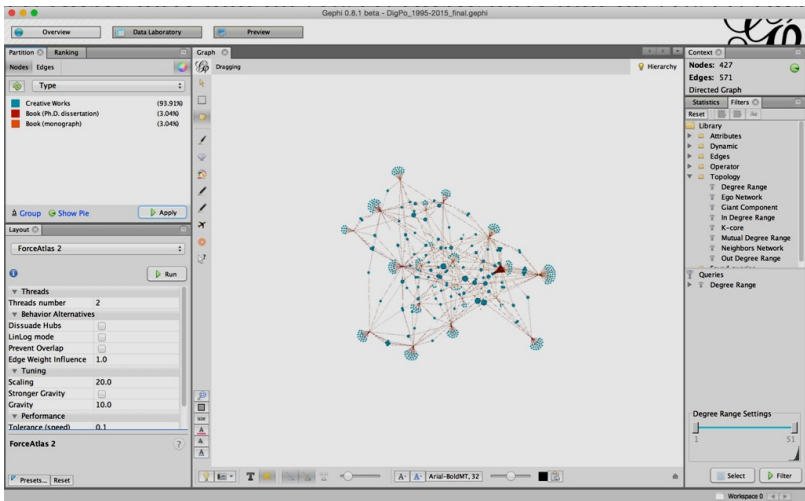 Gephi 0.8.1 beta - DigPo_1995-2015_final.gephi
Overview
Data Laboratory
Preview
Partition
Ranking
Nodes Edges
Type
Creative Works (93.91%)
Book (Ph.D. dissertation) (3.04%)
Book (monograph) (3.04%)
Group
Show Pie
Apply
Layout
ForceAtlas 2
Run
Threads
Threads number 2
Behavior Alternatives
Dissuade Hubs
LinLog mode
Prevent Overlap
Edge Weight Influence 1.0
Tuning
Scaling 20.0
Stronger Gravity
Gravity 10.0
Performance
Tolerance (speed) 0.1
ForceAtlas 2
Presets... Reset
Graph
Dragging
Hierarchy
T
A- A Arial-BoldMT, 32
Context
Nodes: 427
Edges: 571
Directed Graph
Statistics
Filters
Reset
Library
Attributes
Dynamic
Edges
Operator
Topology
Degree Range
Ego Network
Giant Component
In Degree Range
K-core
Mutual Degree Range
Neighbors Network
Out Degree Range
Queries
Degree Range
Degree Range Settings
1 51
Select
Filter
Workspace 0